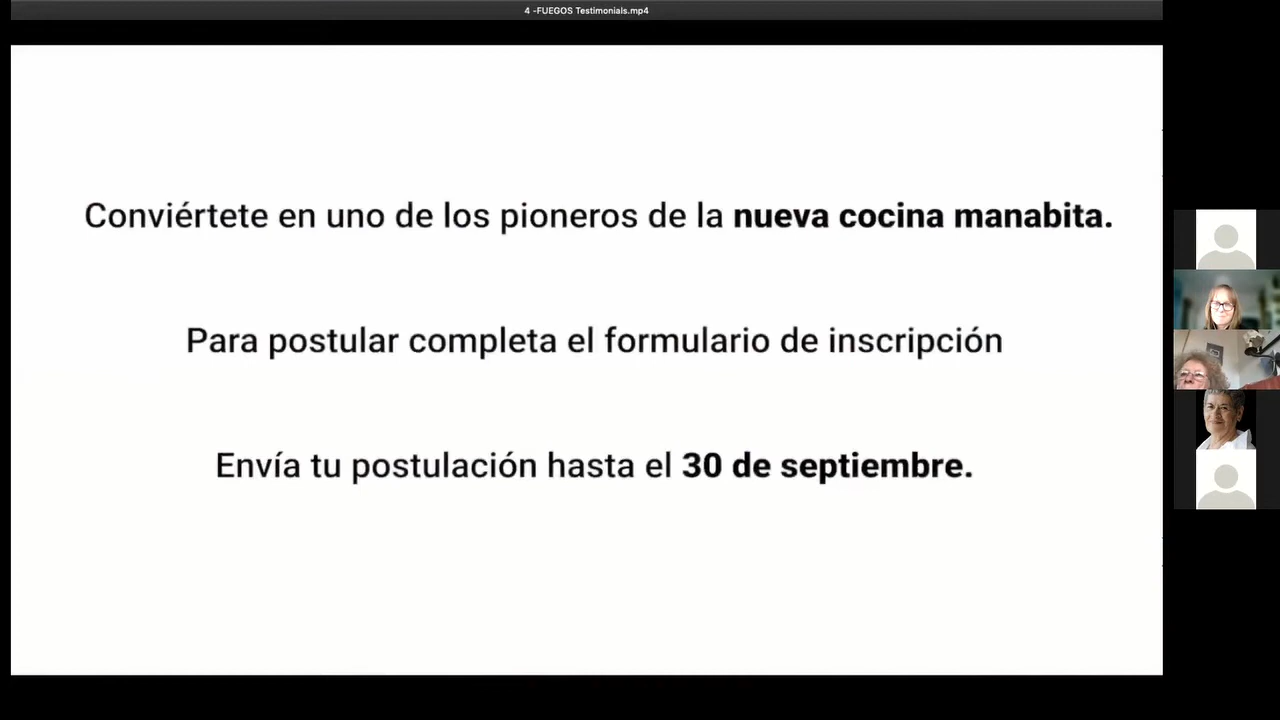 4 -FUEGOS Testimonials.mp4
Conviértete en uno de los pioneros de la nueva cocina manabita.
Para postular completa el formulario de inscripción
Envía tu postulación hasta el 30 de septiembre.